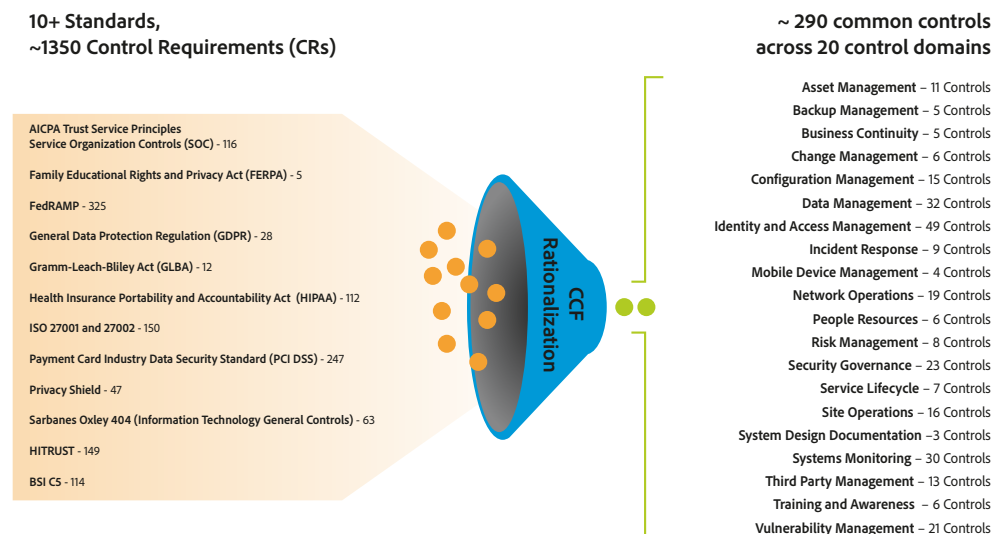 10+ Standards,
~1350 Control Requirements (CRs)
AICPA Trust Service Principles
Service Organization Controls (SOC) - 116
Family Educational Rights and Privacy Act (FERPA) - 5
FedRAMP - 325
General Data Protection Regulation (GDPR) - 28
Gramm-Leach-Bliley Act (GLBA) - 12
Health Insurance Portability and Accountability Act (HIPAA) - 112
ISO 27001 and 27002 - 150
Payment Card Industry Data Security Standard (PCI DSS) - 247
Privacy Shield - 47
Sarbanes Oxley 404 (Information Technology General Controls) - 63
HITRUST - 149
BSI C5 - 114
CCF
Rationalization
~ 290 common controls
across 20 control domains
Asset Management – 11 Controls
Backup Management – 5 Controls
Business Continuity – 5 Controls
Change Management – 6 Controls
Configuration Management – 15 Controls
Data Management – 32 Controls
Identity and Access Management – 49 Controls
Incident Response – 9 Controls
Mobile Device Management – 4 Controls
Network Operations – 19 Controls
People Resources – 6 Controls
Risk Management – 8 Controls
Security Governance – 23 Controls
Service Lifecycle – 7 Controls
Site Operations – 16 Controls
System Design Documentation –3 Controls
Systems Monitoring – 30 Controls
Third Party Management – 13 Controls
Training and Awareness – 6 Controls
Vulnerability Management – 21 Controls